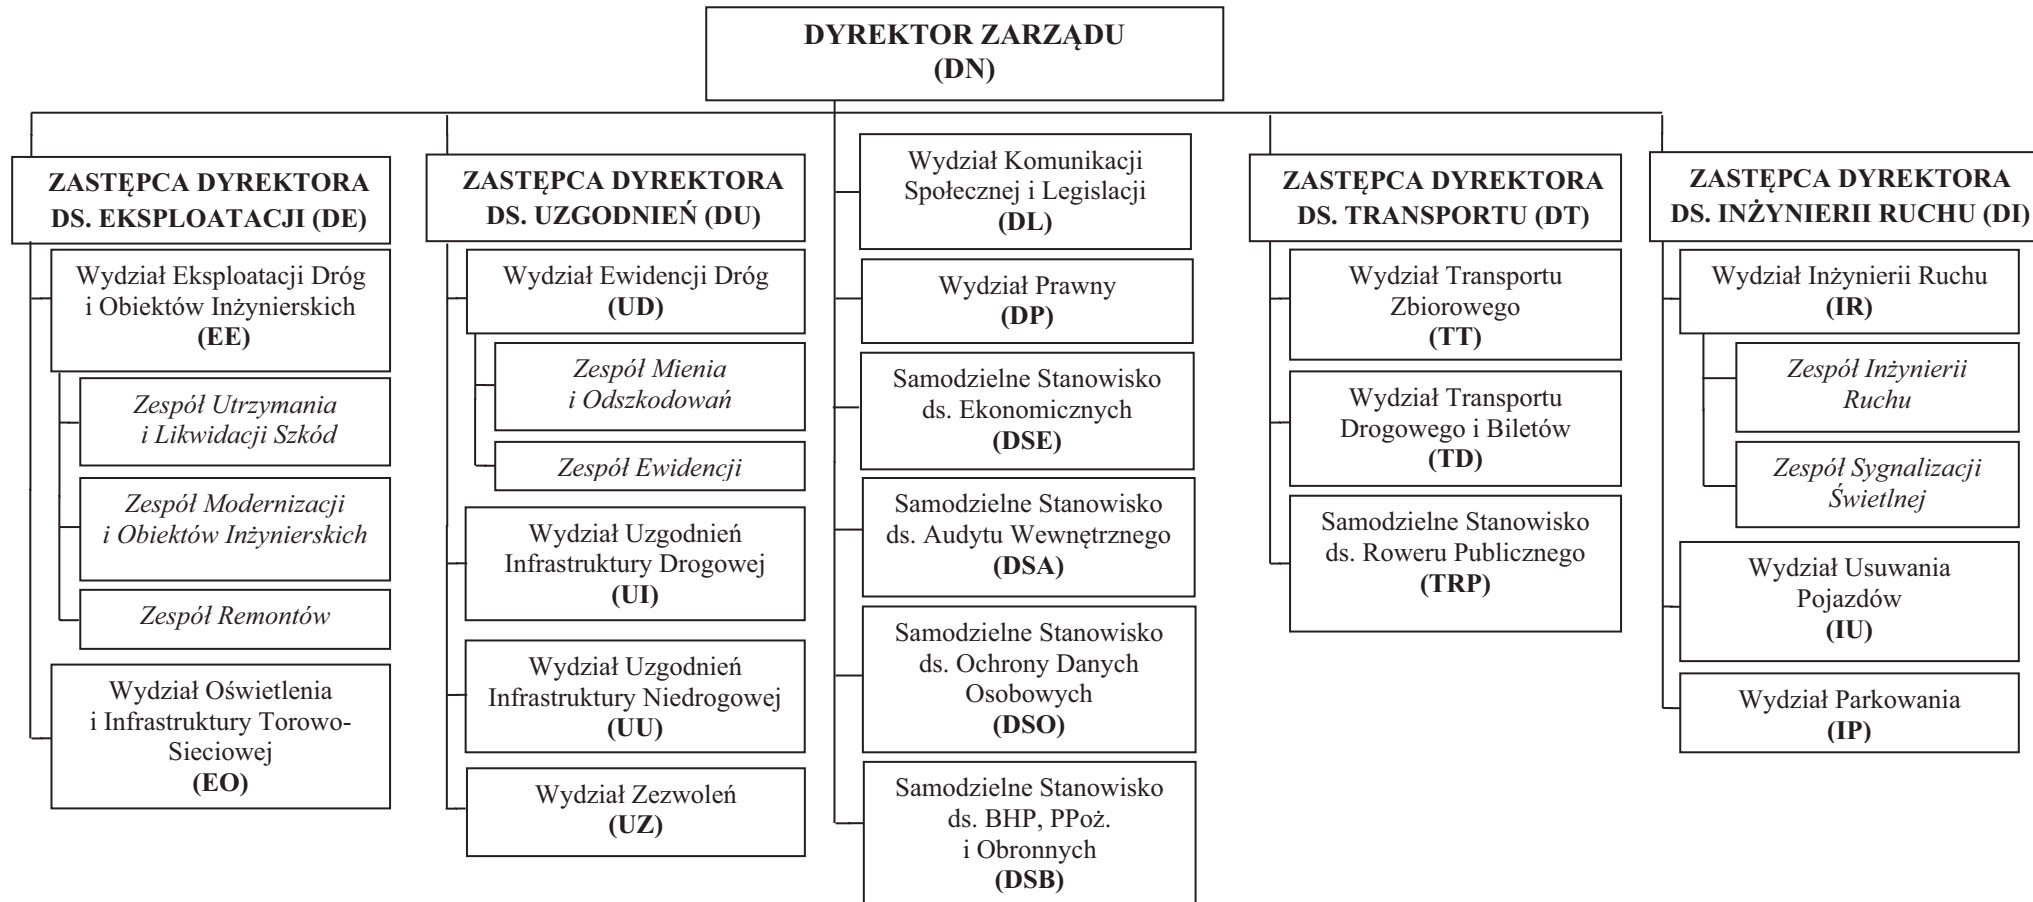 DYREKTOR ZARZĄDU
(DN)
ZASTĘPCA DYREKTORA
DS. EKSPLOATACJI (DE)
Wydział Eksploatacji Dróg
i Obiektów Inżynierskich
(EE)
Zespół Utrzymania
i Likwidacji Szkód
Zespół Modernizacji
i Obiektów Inżynierskich
Zespół Remontów
Wydział Oświetlenia
i Infrastruktury Torowo-
Sieciowej
(EO)
ZASTĘPCA DYREKTORA
DS. UZGODNIEŃ (DU)
Wydział Ewidencji Dróg
(UD)
Zespół Mienia
i Odszkodowań
Zespół Ewidencji
Wydział Uzgodnień
Infrastruktury Drogowej
(UI)
Wydział Uzgodnień
Infrastruktury Niedrogowej
(UU)
Wydział Zezwoleń
(UZ)
Wydział Komunikacji
Społecznej i Legislacji
(DL)
Wydział Prawny
(DP)
Samodzielne Stanowisko
ds. Ekonomicznych
(DSE)
Samodzielne Stanowisko
ds. Audytu Wewnętrznego
(DSA)
Samodzielne Stanowisko
ds. Ochrony Danych
Osobowych
(DSO)
Samodzielne Stanowisko
ds. BHP, PPoż.
i Obronnych
(DSB)
ZASTĘPCA DYREKTORA
DS. TRANSPORTU (DT)
Wydział Transportu
Zbiorowego
(TT)
Wydział Transportu
Drogowego i Biletów
(TD)
Samodzielne Stanowisko
ds. Roweru Publicznego
(TRP)
ZASTĘPCA DYREKTORA
DS. INŻYNIERII RUCHU (DI)
Wydział Inżynierii Ruchu
(IR)
Zespół Inżynierii
Ruchu
Zespół Sygnalizacji
Świetlnej
Wydział Usuwania
Pojazdów
(IU)
Wydział Parkowania
(IP)